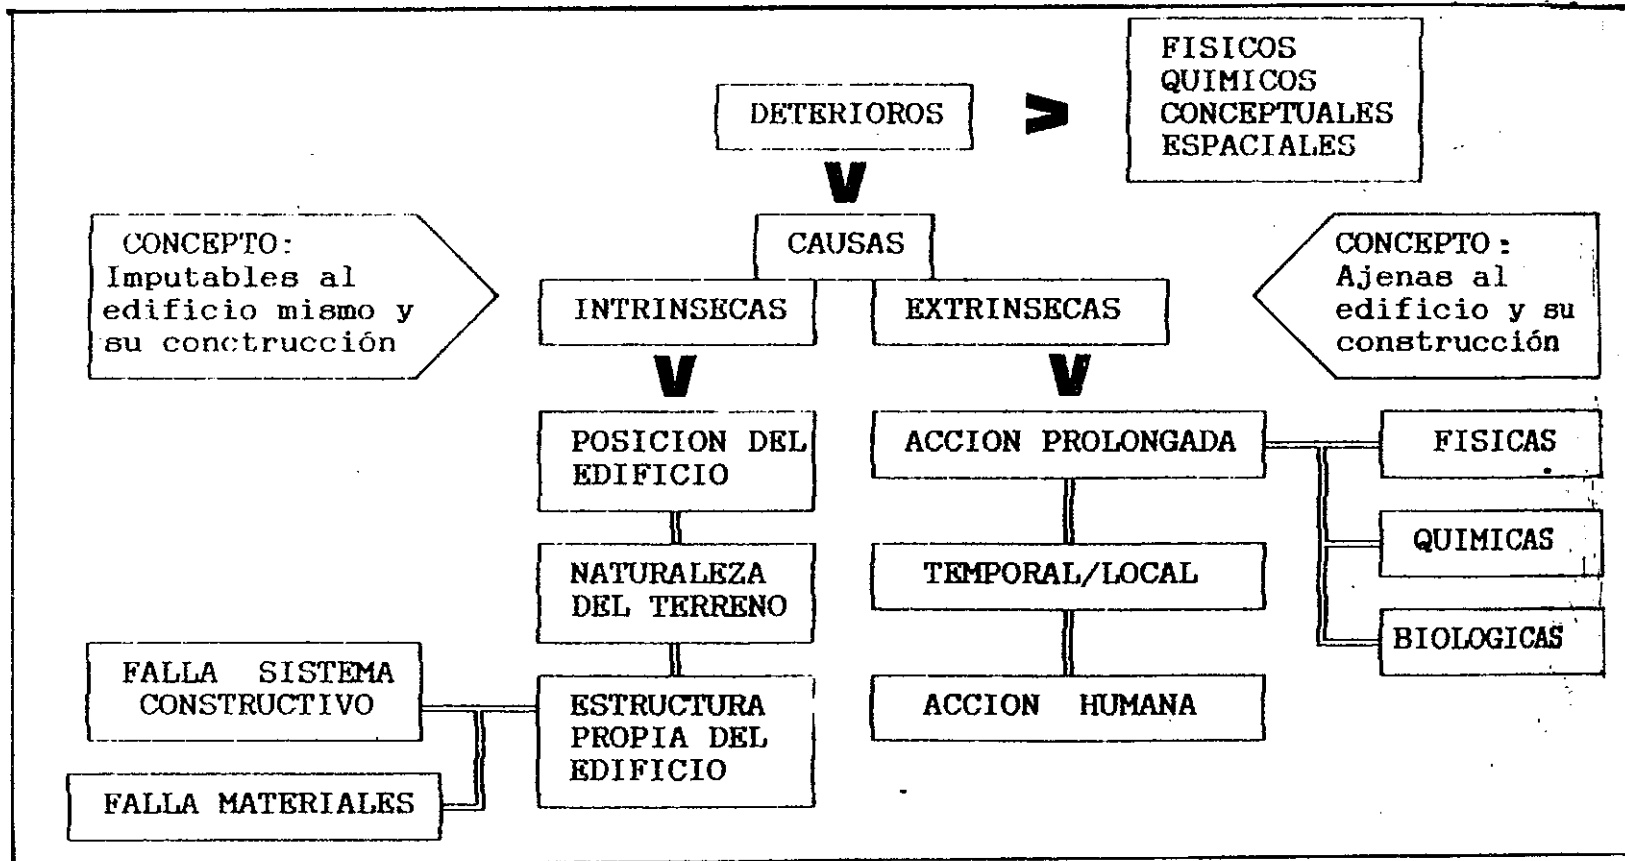 DETERIOROS
>
FISICOS
QUIMICOS
CONCEPTUALES
ESPACIALES
V
CONCEPTO:
Imputables al
edificio mismo y
su construcción
CAUSAS
INTRINSECAS
EXTRINSECAS
CONCEPTO:
Ajenas al
edificio y su
construcción
V
V
POSICION DEL
EDIFICIO
NATURALEZA
DEL TERRENO
ESTRUCTURA
PROPIA DEL
EDIFICIO
FALLA SISTEMA
CONSTRUCTIVO
FALLA MATERIALES
ACCION PROLONGADA
TEMPORAL/LOCAL
ACCION HUMANA
FISICAS
QUIMICAS
BIOLOGICAS